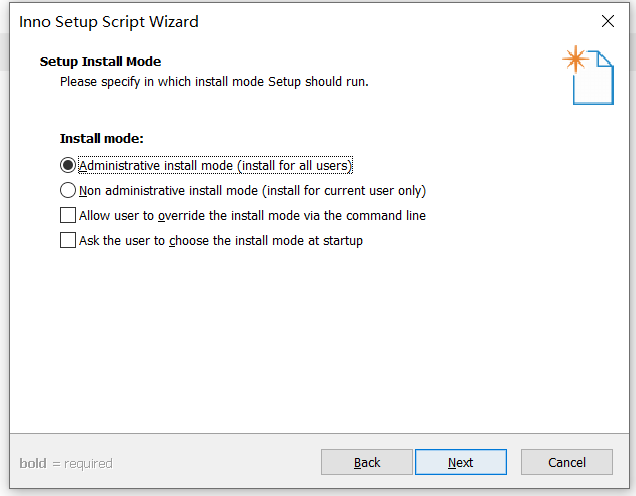 Inno Setup Script Wizard
Setup Install Mode
Please specify in which install mode Setup should run.
Install mode:
Administrative install mode (install for all users)
Non administrative install mode (install for current user only)
Allow user to override the install mode via the command line
Ask the user to choose the install mode at startup
bold = required
Back
Next
Cancel